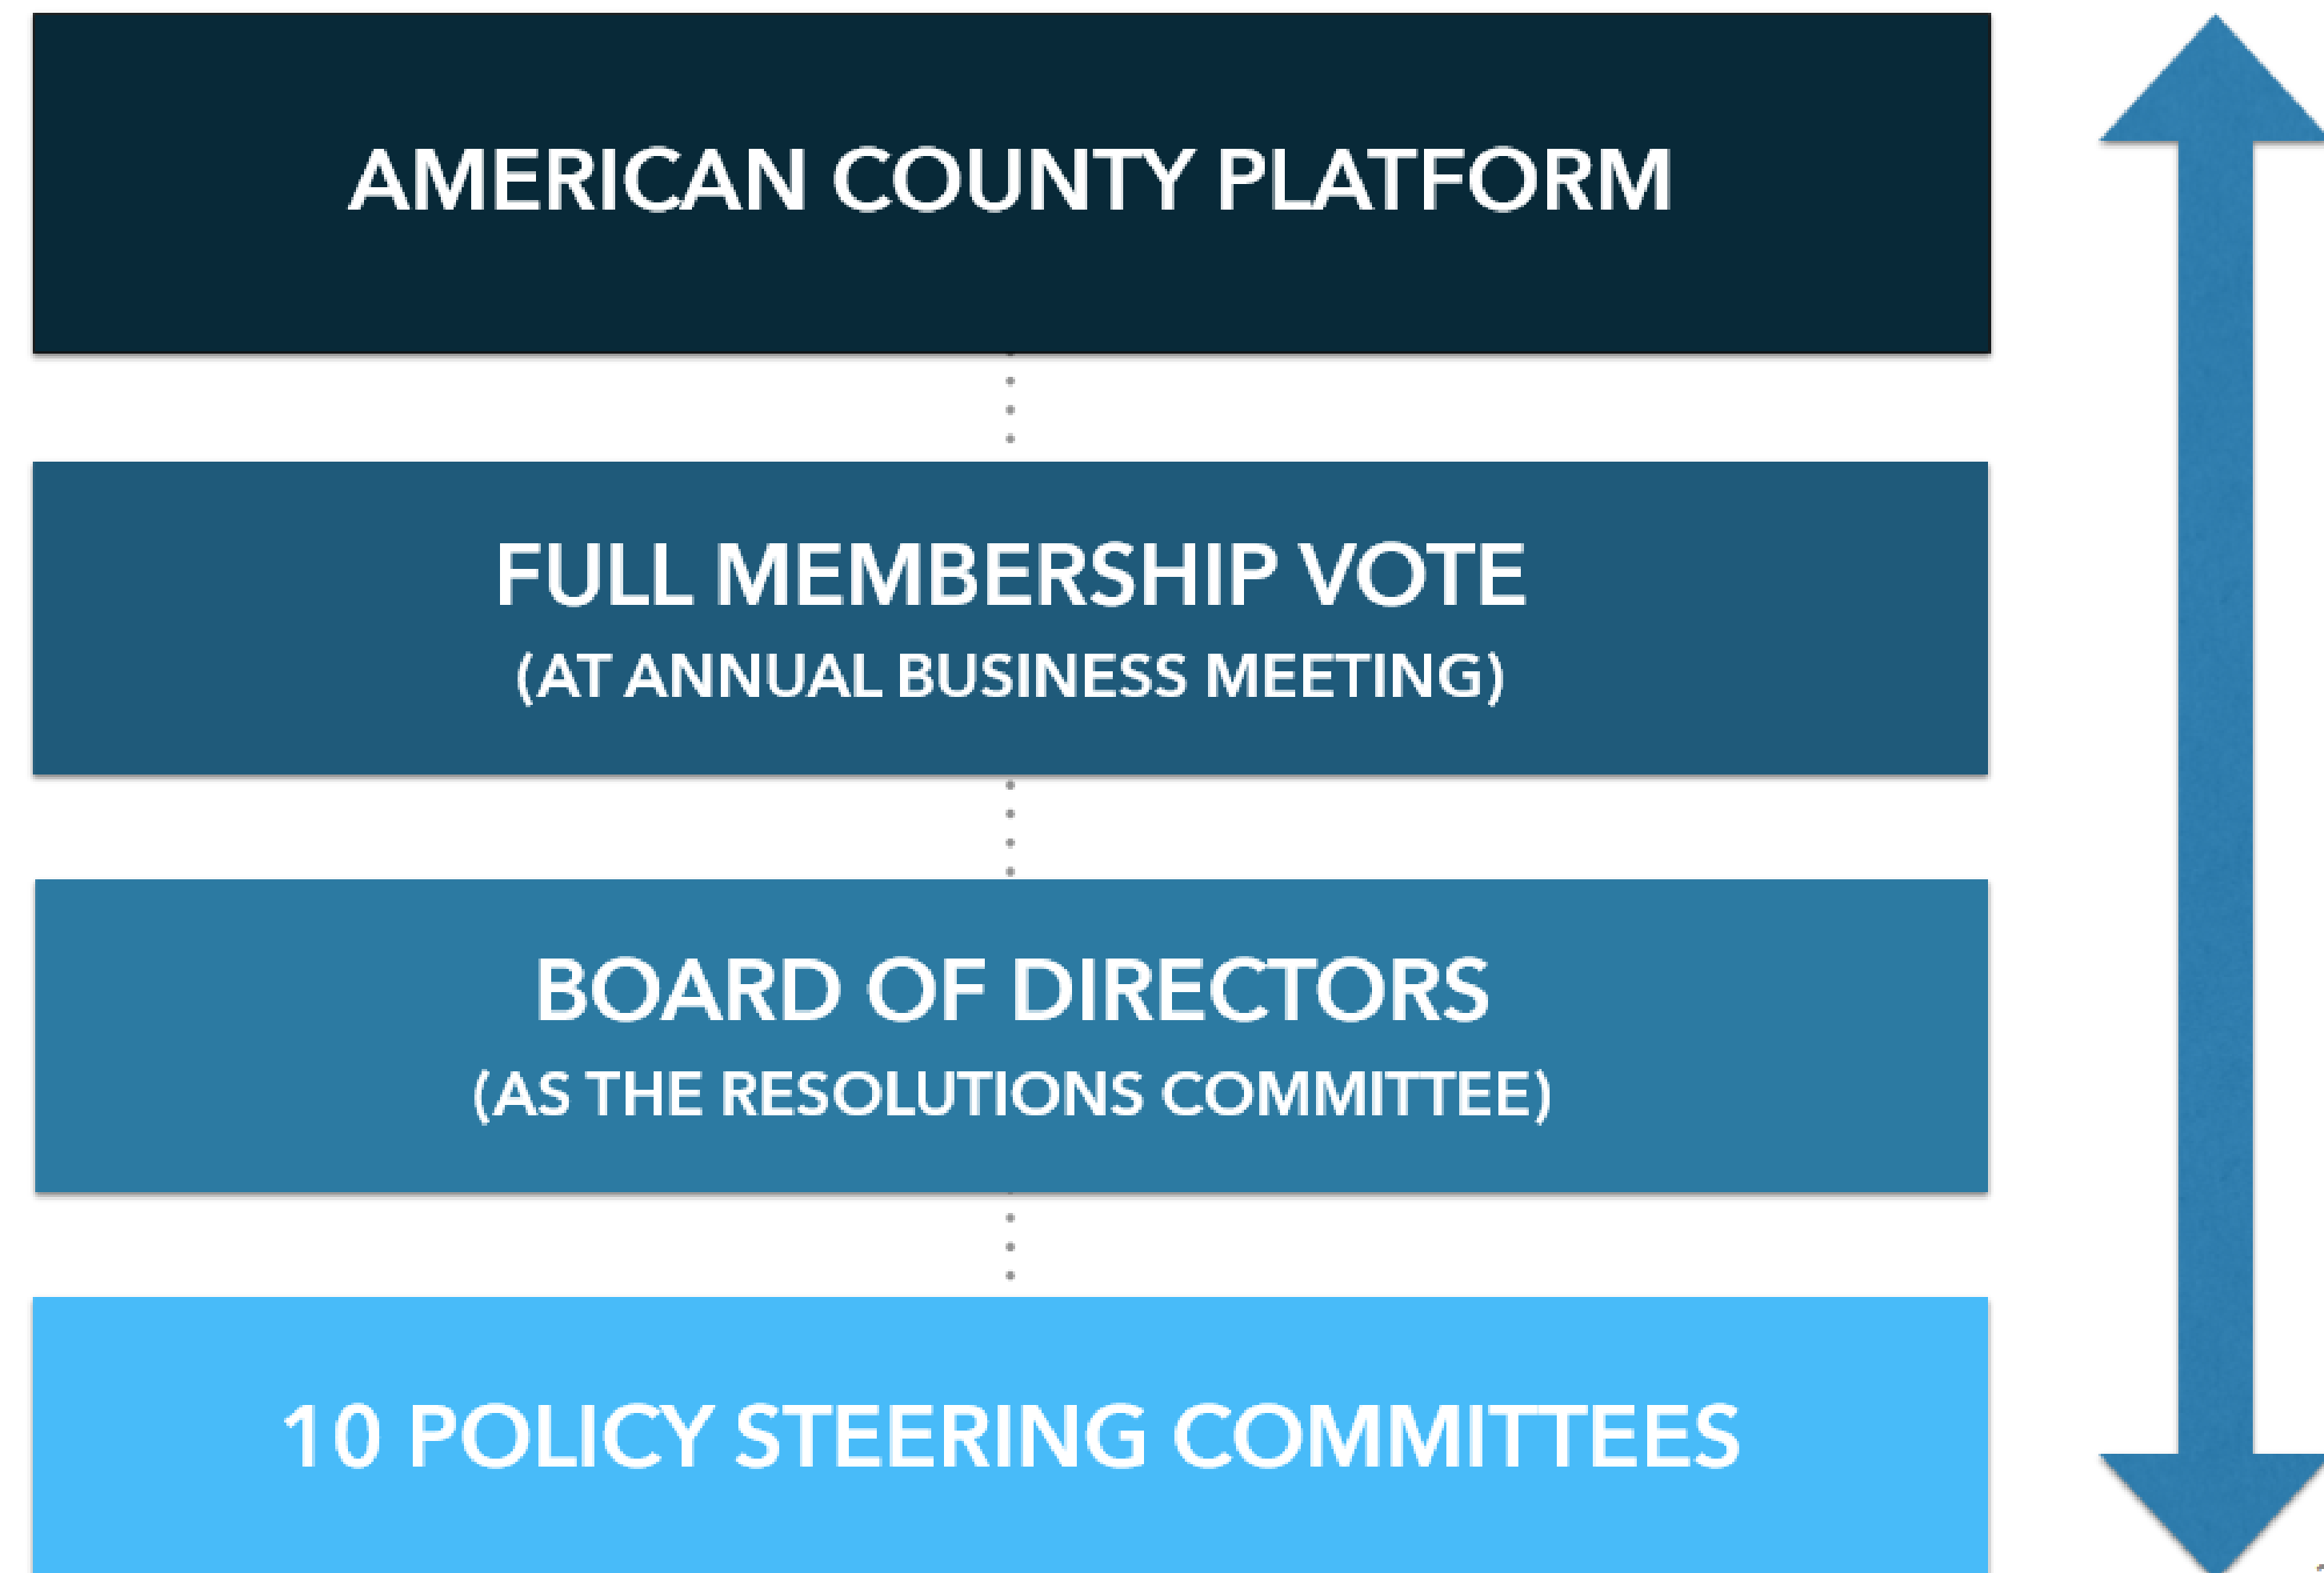 AMERICAN COUNTY PLATFORM
FULL MEMBERSHIP VOTE
(AT ANNUAL BUSINESS MEETING)
BOARD OF DIRECTORS
(AS THE RESOLUTIONS COMMITTEE)
10 POLICY STEERING COMMITTEES